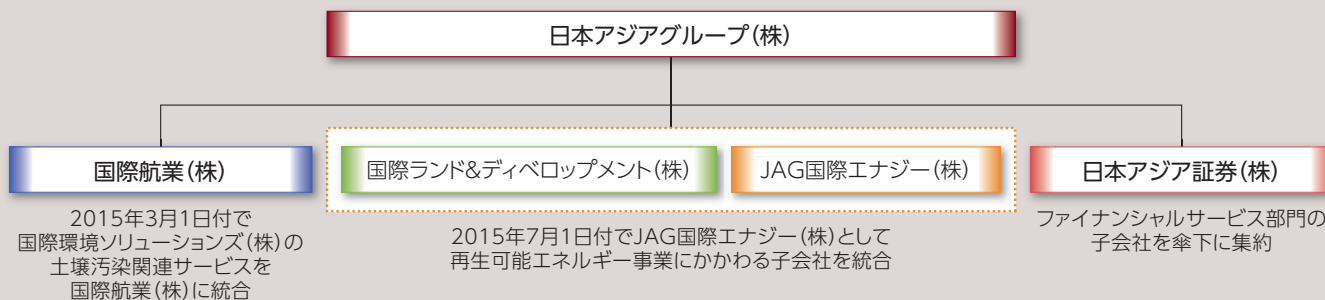 日本アジアグループ(株)
国際航業(株)
国際ランド&ディベロップメント(株)
JAG国際エナジー(株)
日本アジア証券(株)
2015年3月1日付で
国際環境ソリューションズ(株)の
土壌汚染関連サービスを
国際航業(株)に統合
2015年7月1日付でJAG国際エナジー(株)として
再生可能エネルギー事業にかかわる子会社を統合
ファイナンシャルサービス部門の
子会社を傘下に集約